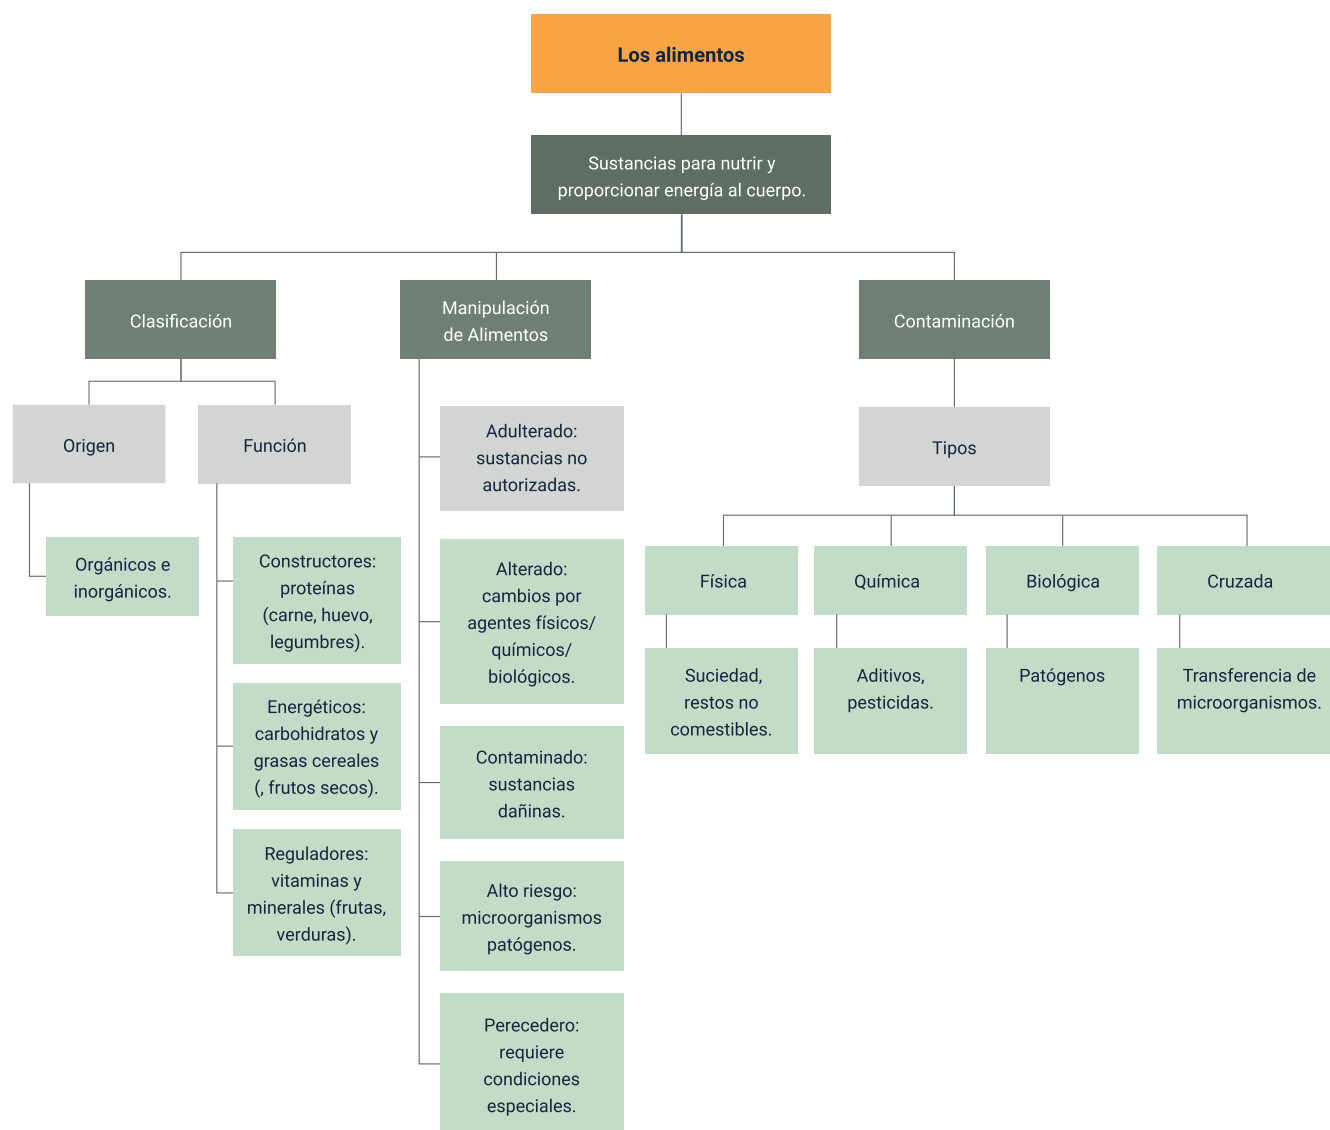 Los alimentos
Sustancias para nutrir y
proporcionar energía al cuerpo.
Clasificación
Manipulación
de Alimentos
Contaminación
Origen
Función
Tipos
Orgánicos e
inorgánicos.
Constructores:
proteínas
(carne, huevo,
legumbres).
Energéticos:
carbohidratos y
grasas cereales
(, frutos secos).
Reguladores:
vitaminas y
minerales (frutas,
verduras).
Adulterado:
sustancias no
autorizadas.
Alterado:
cambios por
agentes físicos/
químicos/
biológicos.
Contaminado:
sustancias
dañinas.
Alto riesgo:
microorganismos
patógenos.
Perecedero:
requiere
condiciones
especiales.
Física
Química
Biológica
Cruzada
Suciedad,
restos no
comestibles.
Aditivos,
pesticidas.
Patógenos
Transferencia de
microorganismos.